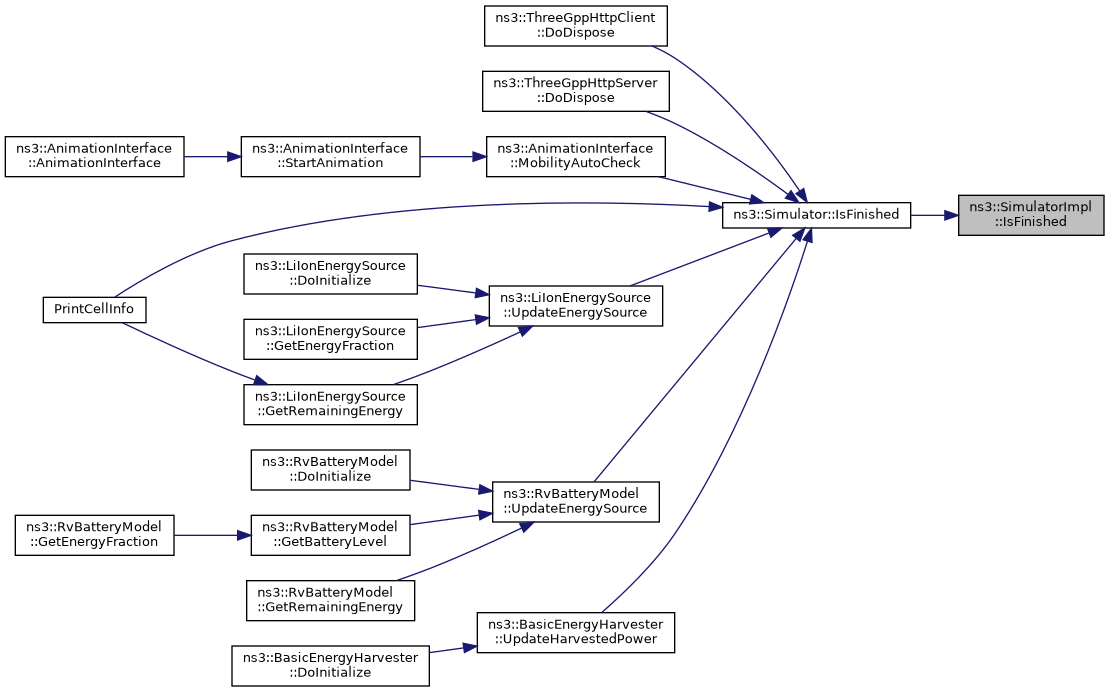 ns3::ThreeGppHttpClient
::DoDispose
ns3::ThreeGppHttpServer
::DoDispose
ns3::AnimationInterface
::AnimationInterface
ns3::AnimationInterface
::StartAnimation
ns3::AnimationInterface
::MobilityAutoCheck
ns3::Simulator::IsFinished
ns3::SimulatorImpl
::IsFinished
PrintCellInfo
ns3::LiIonEnergySource
::DoInitialize
ns3::LiIonEnergySource
::GetEnergyFraction
ns3::LiIonEnergySource
::GetRemainingEnergy
ns3::LiIonEnergySource
::UpdateEnergySource
ns3::RvBatteryModel
::DoInitialize
ns3::RvBatteryModel
::GetEnergyFraction
ns3::RvBatteryModel
::GetBatteryLevel
ns3::RvBatteryModel
::GetRemainingEnergy
ns3::RvBatteryModel
::UpdateEnergySource
ns3::BasicEnergyHarvester
::UpdateHarvestedPower
ns3::BasicEnergyHarvester
::DoInitialize